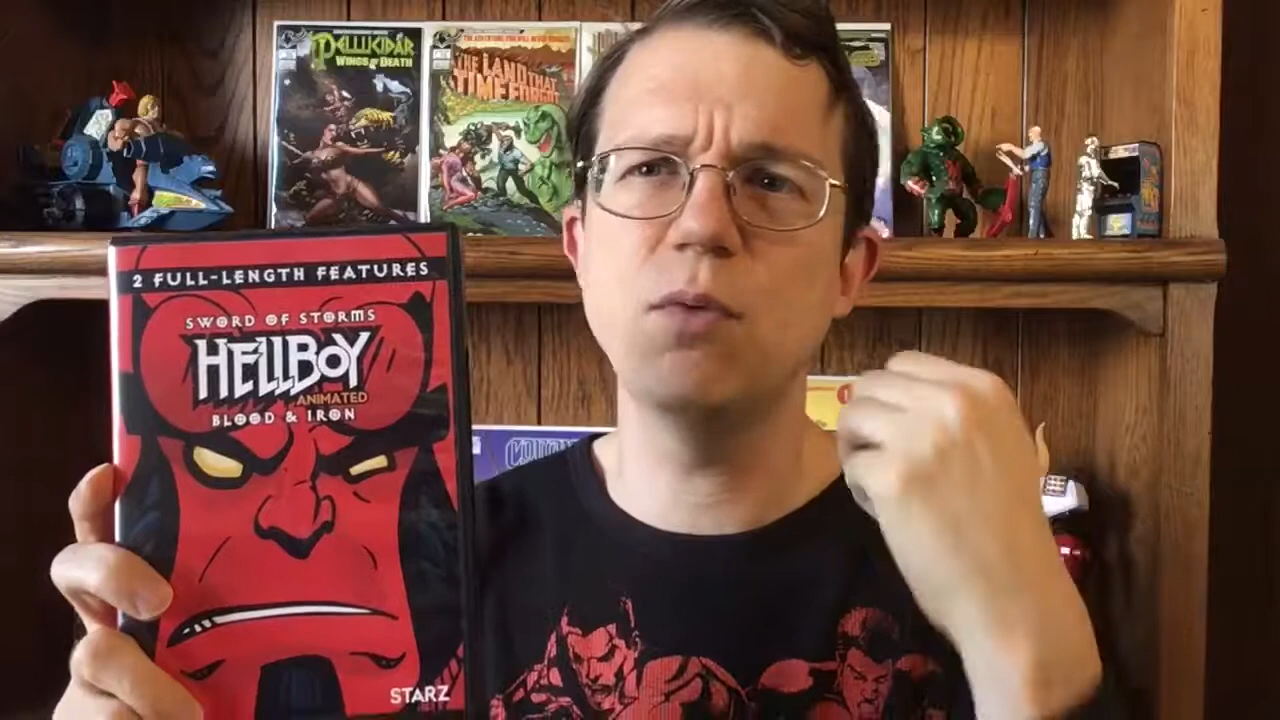 PELLUCIDAR
WINGS OF DEATH
THE LAND THAT
TIME FORGOT
2 FULL-LENGTH FEATURES
SWORD OF STORMS
HELLBOY
ANIMATED
BLOOD & IRON
STARZ